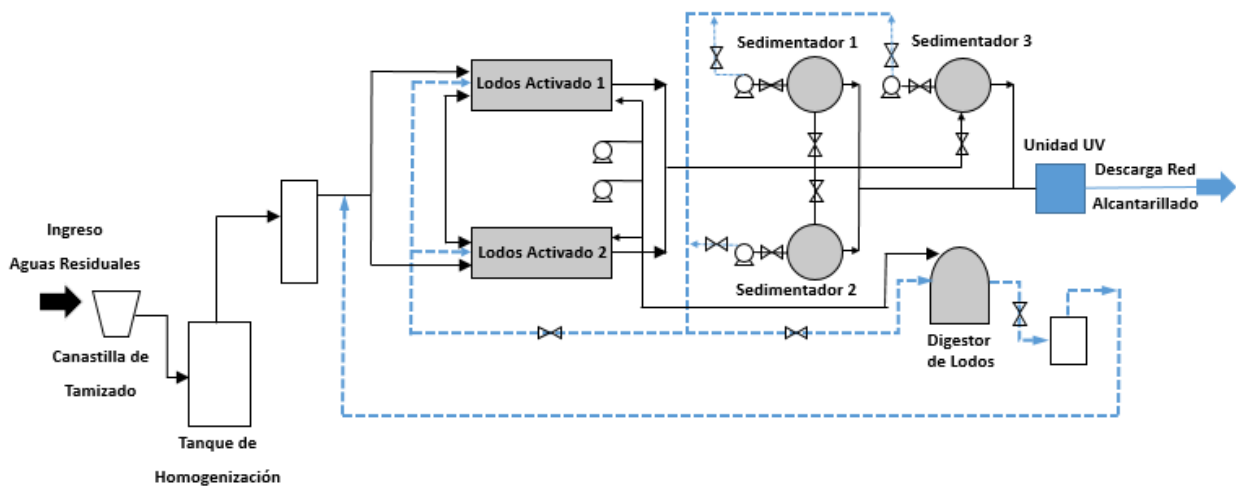 Sedimentador 1
Sedimentador 3
Lodos Activado 1
Unidad UV
Descarga Red
Alcantarillado
Ingreso
Aguas Residuales
Lodos Activado 2
Sedimentador 2
Canastilla de
Tamizado
Digestor
de Lodos
Tanque de
Homogenización